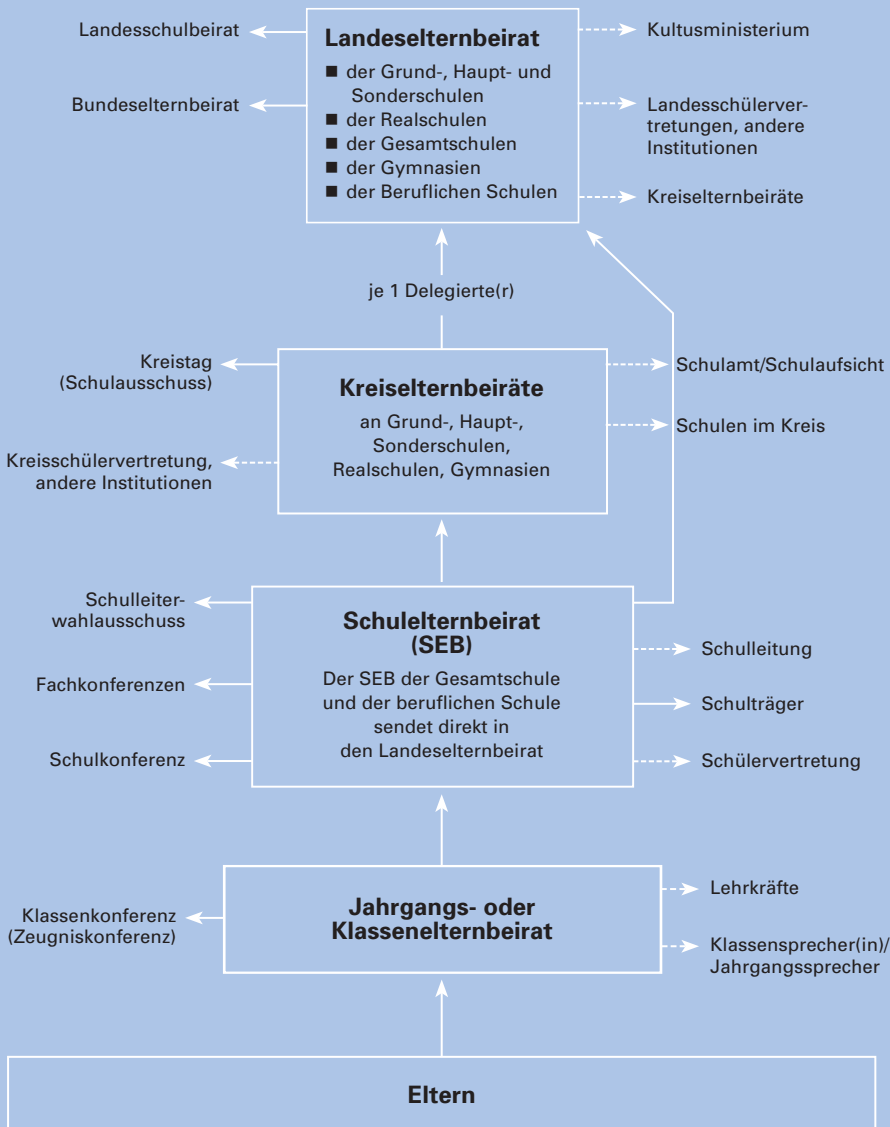 Landesschulbeirat
Bundeselternbeirat
Landeselternbeirat
■ der Grund-, Haupt- und
Sonderschulen
■ der Realschulen
■ der Gesamtschulen
■ der Gymnasien
■ der Beruflichen Schulen
Kultusministerium
Landesschülerver-
tretungen, andere
Institutionen
Kreiselternbeiräte
je 1 Delegierte(r)
Kreistag
(Schulausschuss)
Kreisschülervertretung,
andere Institutionen
Kreiselternbeiräte
an Grund-, Haupt-,
Sonderschulen,
Realschulen, Gymnasien
Schulamt/Schulaufsicht
Schulen im Kreis
Schulleiter-
wahlausschuss
Fachkonferenzen
Schulkonferenz
Schulelternbeirat
(SEB)
Der SEB der Gesamtschule
und der beruflichen Schule
sendet direkt in
den Landeselternbeirat
Schulleitung
Schulträger
Schülervertretung
Klassenkonferenz
(Zeugniskonferenz)
Jahrgangs- oder
Klassenelternbeirat
Lehrkräfte
Klassensprecher(in)/
Jahrgangssprecher
Eltern